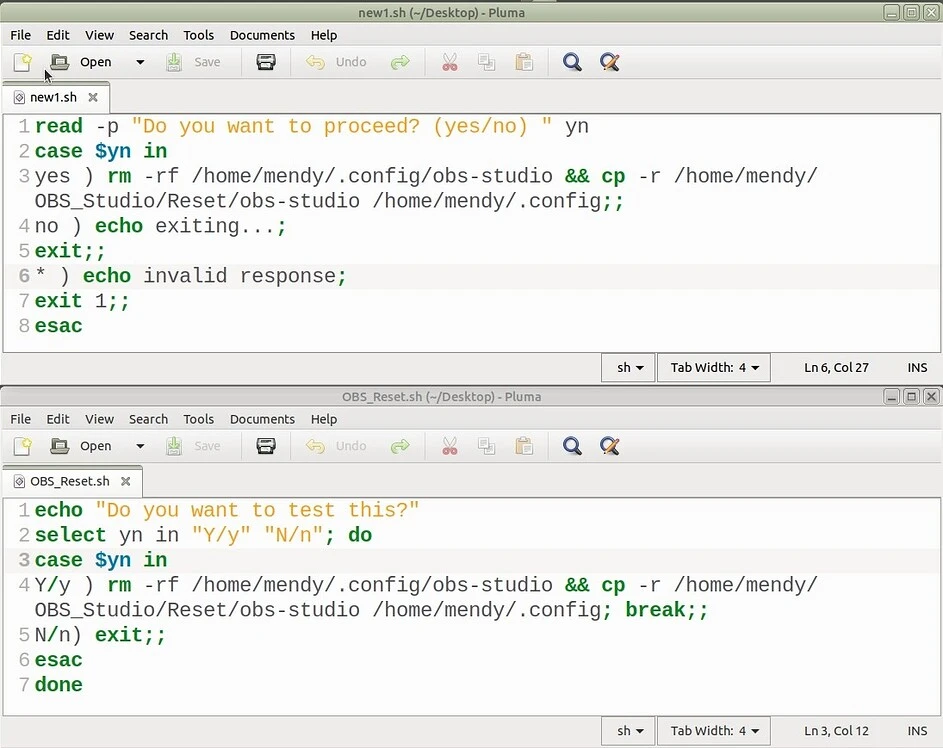 new1.sh (~/Desktop) - Pluma
File Edit View Search Tools Documents Help
Open Save Undo
new1.sh
1 read -p "Do you want to proceed? (yes/no) " yn
2 case $yn in
3 yes ) rm -rf /home/mendy/.config/obs-studio && cp -r /home/mendy/
OBS_Studio/Reset/obs-studio /home/mendy/.config;;
4 no ) echo exiting...;
5 exit;;
6 * ) echo invalid response;
7 exit 1;;
8 esac
sh Tab Width: 4 Ln 6, Col 27 INS
OBS_Reset.sh (~/Desktop) - Pluma
File Edit View Search Tools Documents Help
Open Save Undo
OBS_Reset.sh
1 echo "Do you want to test this?"
2 select yn in "Y/y" "N/n"; do
3 case $yn in
4 Y/y ) rm -rf /home/mendy/.config/obs-studio && cp -r /home/mendy/
OBS_Studio/Reset/obs-studio /home/mendy/.config; break;;
5 N/n) exit;;
6 esac
7 done
sh Tab Width: 4 Ln 3, Col 12 INS